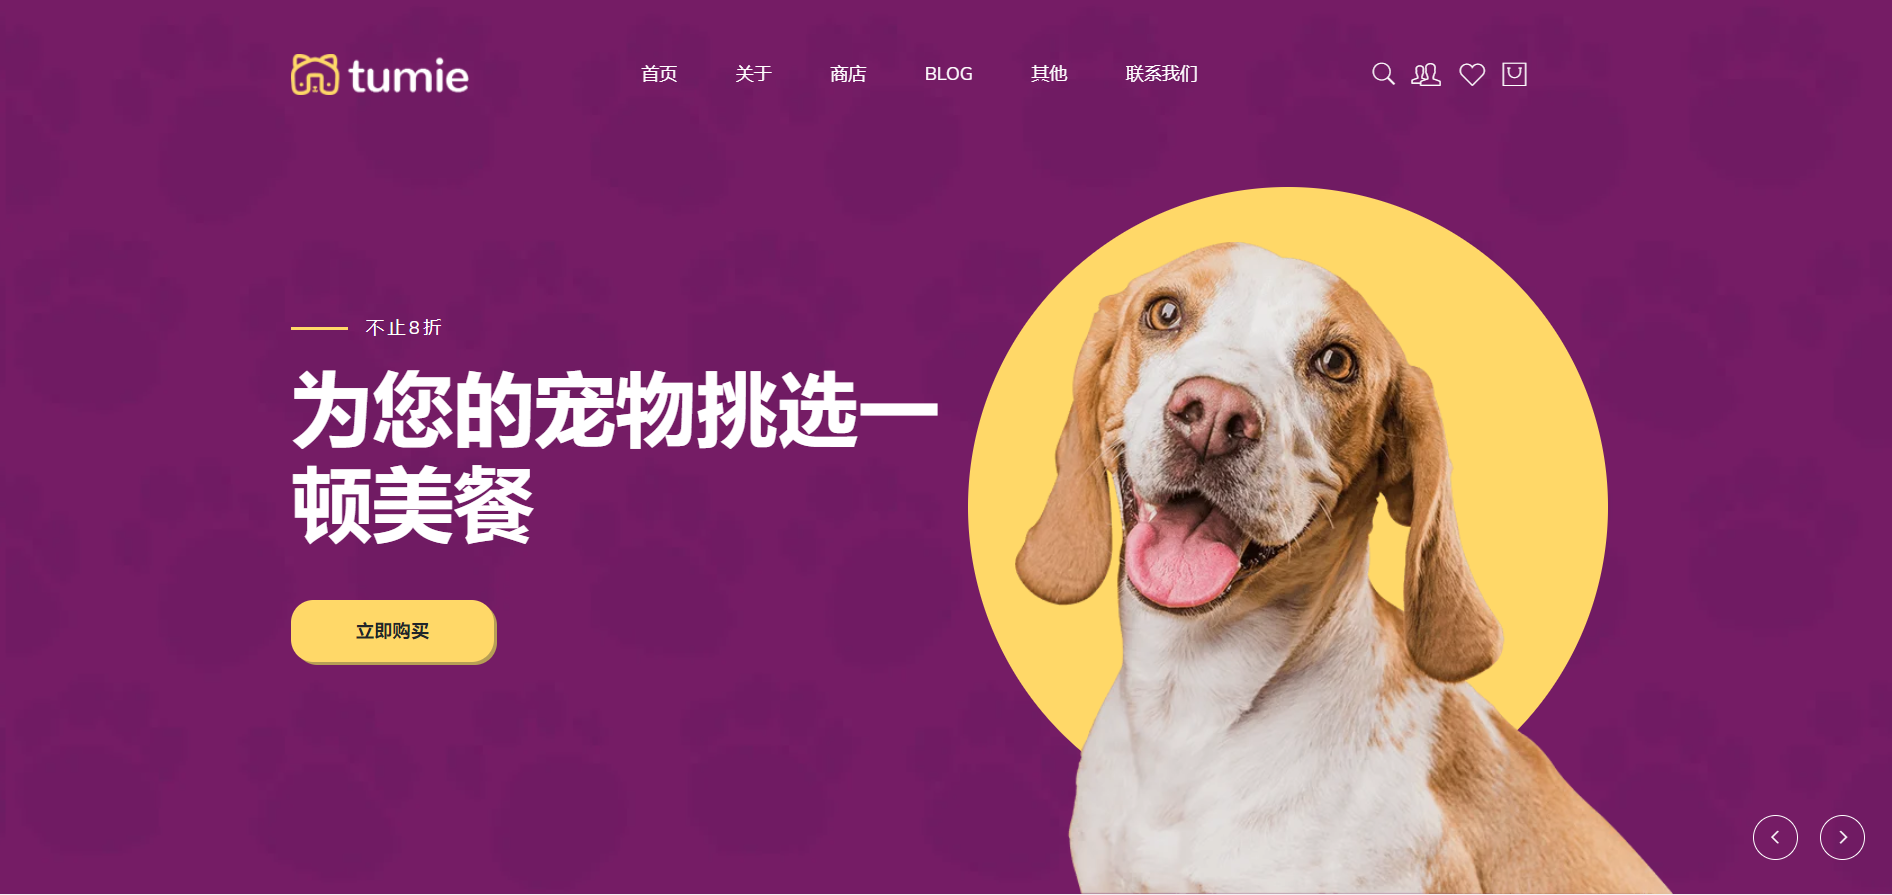 tumie
首页
关于
商店
BLOG
其他
联系我们
不止8折
为您的宠物挑选一
顿美餐
立即购买